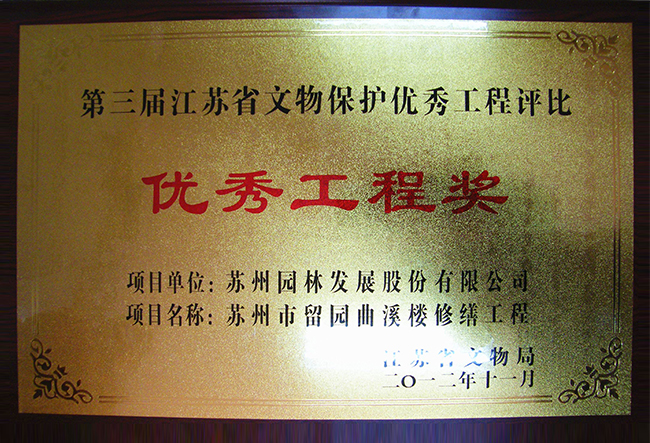 第三届江苏省文物保护优秀工程评比
优秀工程奖
项目单位：苏州园林发展股份有限公司
项目名称：苏州市留园曲溪楼修缮工程
江苏省文物局
二〇一二年十一月